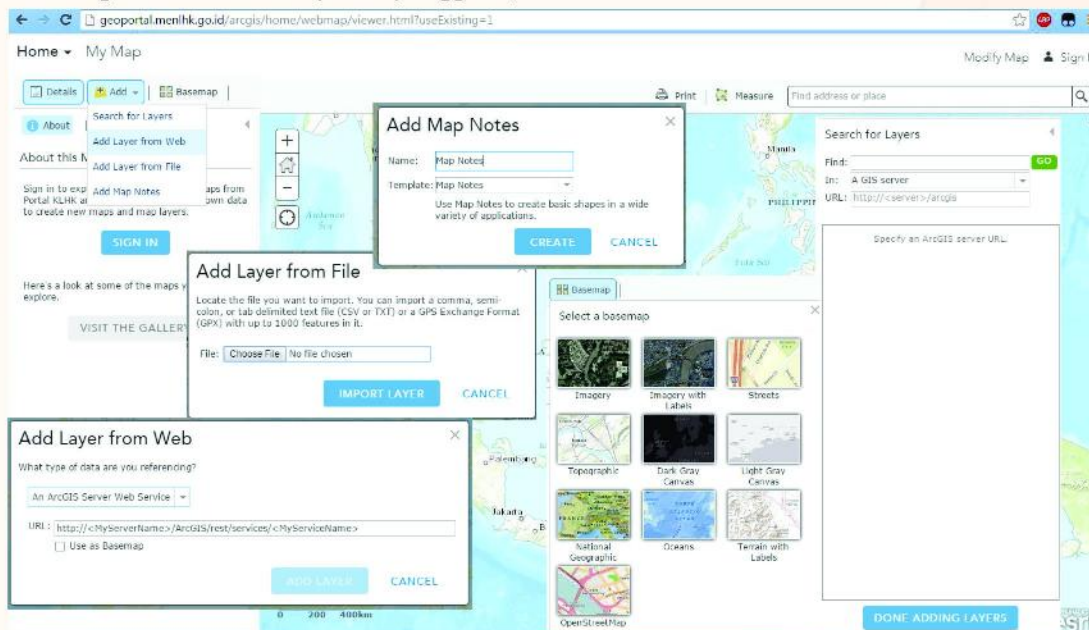 geoportal.menlhk.go.id/arcgis/home/webmap/viewer.html?useExisting=1
Home My Map
Modify Map Sign
Details Add Basemap
Print Measure Find address or place
About
Search for Layers
Add Layer from Web
Add Layer from File
Add Map Notes
About this
Sign in to
Portal KLHK
to create new maps and map layers.
aps from
own data
SIGN IN
Here's a look at some of the maps
explore.
VISIT THE GALLERY
Add Map Notes
Name: Map Notes
Template: Map Notes
Use Map Notes to create basic shapes in a wide
variety of applications.
CREATE CANCEL
Manila
Search for Layers
Find: GO
In: A GIS server
URL: http://<server>/arcgis
Specify an ArcGIS server URL.
DONE ADDING LAYERS
Add Layer from File
Locate the file you want to import. You can import a comma, semi-
colon, or tab delimited text file (CSV or TXT) or a GPS Exchange Format
(GPX) with up to 1000 features in it.
File: Choose File No file chosen
IMPORT LAYER CANCEL
Basemap
Select a basemap
Imagery
Imagery with
Labels
Streets
Topographic
Dark Gray
Canvas
Light Gray
Canvas
National
Geographic
Oceans
Terrain with
Labels
OpenStreetMap
Add Layer from Web
What type of data are you referencing?
An ArcGIS Server Web Service
URL: http://<MyServerName>/ArcGIS/rest/services/<MyServiceName>
Use as Basemap
ADD LAYER CANCEL
Palembang
Jakarta
0 200 400km